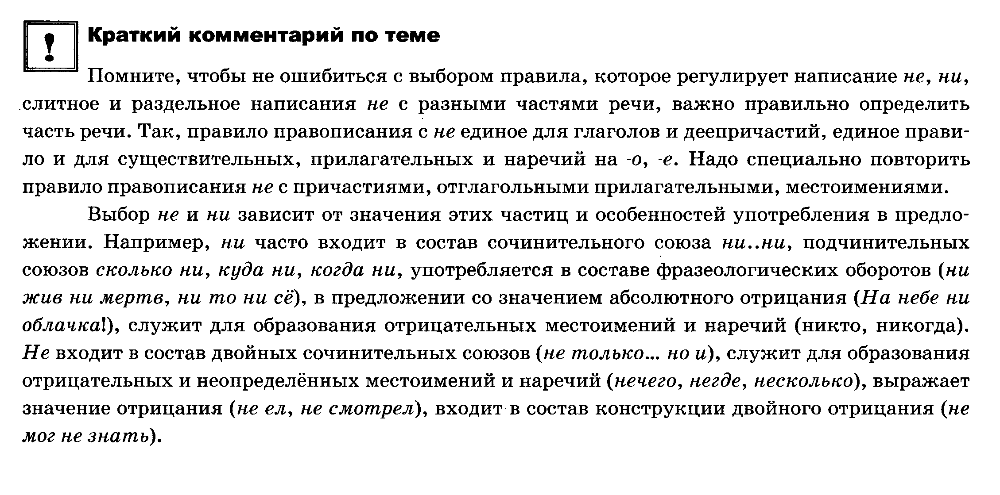 !
Краткий комментарий по теме
Помните, чтобы не ошибиться с выбором правила, которое регулирует написание не, ни,
слитное и раздельное написания не с разными частями речи, важно правильно определить
часть речи. Так, правило правописания с не единое для глаголов и деепричастий, единое прави-
ло и для существительных, прилагательных и наречий на -о, -е. Надо специально повторить
правило правописания не с причастиями, отглагольными прилагательными, местоимениями.
Выбор не и ни зависит от значения этих частиц и особенностей употребления в предло-
жении. Например, ни часто входит в состав сочинительного союза ни..ни, подчинительных
союзов сколько ни, куда ни, когда ни, употребляется в составе фразеологических оборотов (ни
жив ни мертв, ни то ни сё), в предложении со значением абсолютного отрицания (На небе ни
облачка!), служит для образования отрицательных местоимений и наречий (никто, никогда).
Не входит в состав двойных сочинительных союзов (не только... но и), служит для образования
отрицательных и неопределённых местоимений и наречий (нечего, негде, несколько), выражает
значение отрицания (не ел, не смотрел), входит в состав конструкции двойного отрицания (не
мог не знать).